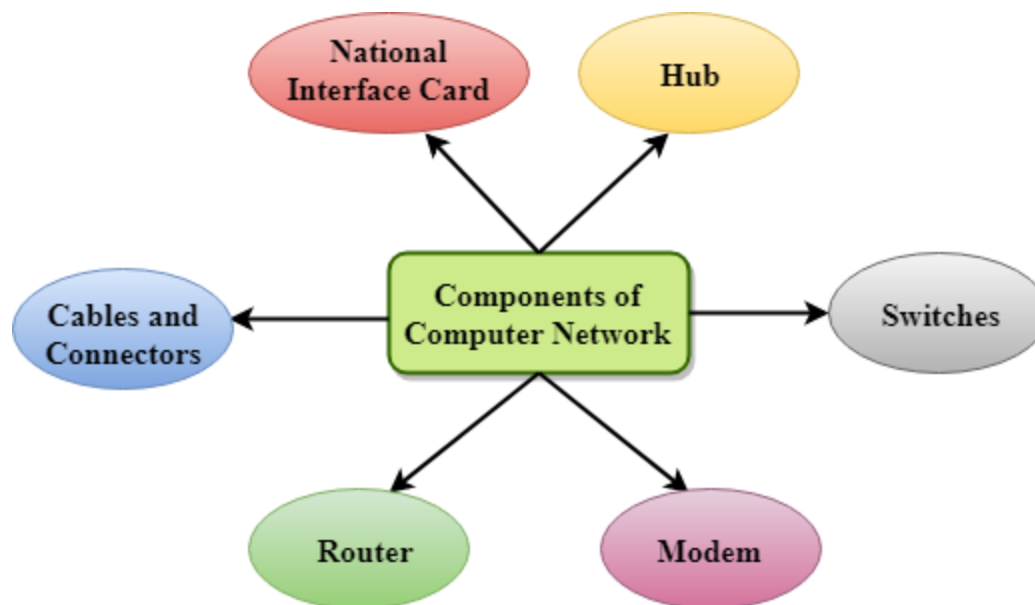 National
Interface Card
Hub
Components of
Computer Network
Cables and
Connectors
Switches
Router
Modem